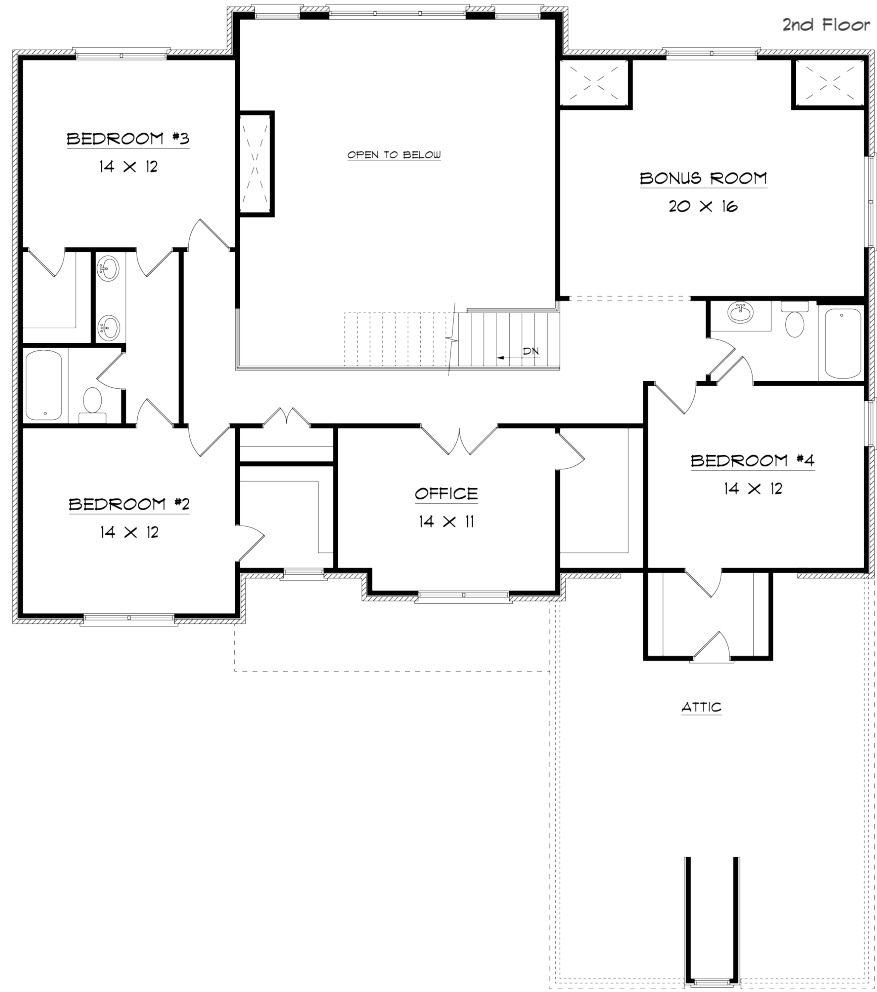 2nd Floor
BEDROOM #3
14 X 12
OPEN TO BELOW
BONUS ROOM
20 X 16
DN
BEDROOM #2
14 X 12
OFFICE
14 X 11
BEDROOM #4
14 X 12
ATTIC